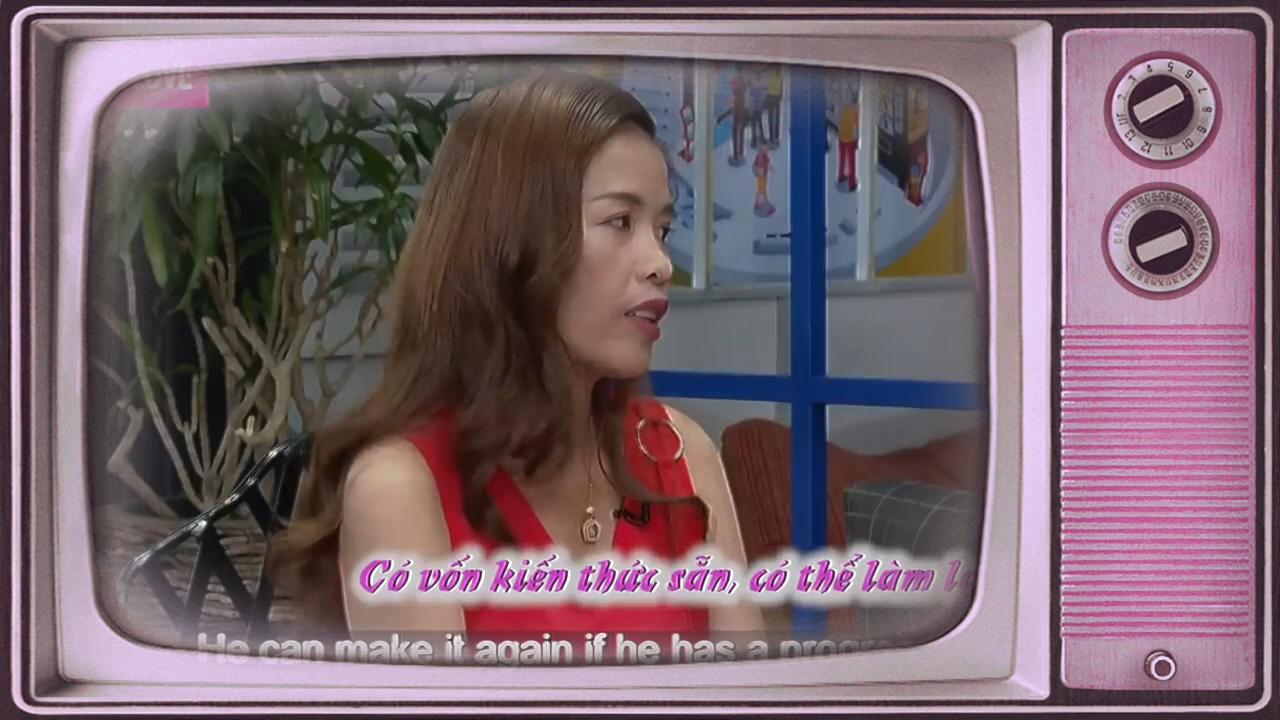 Có vốn kiến thức sẵn, có thể làm
He can make it again if he has a